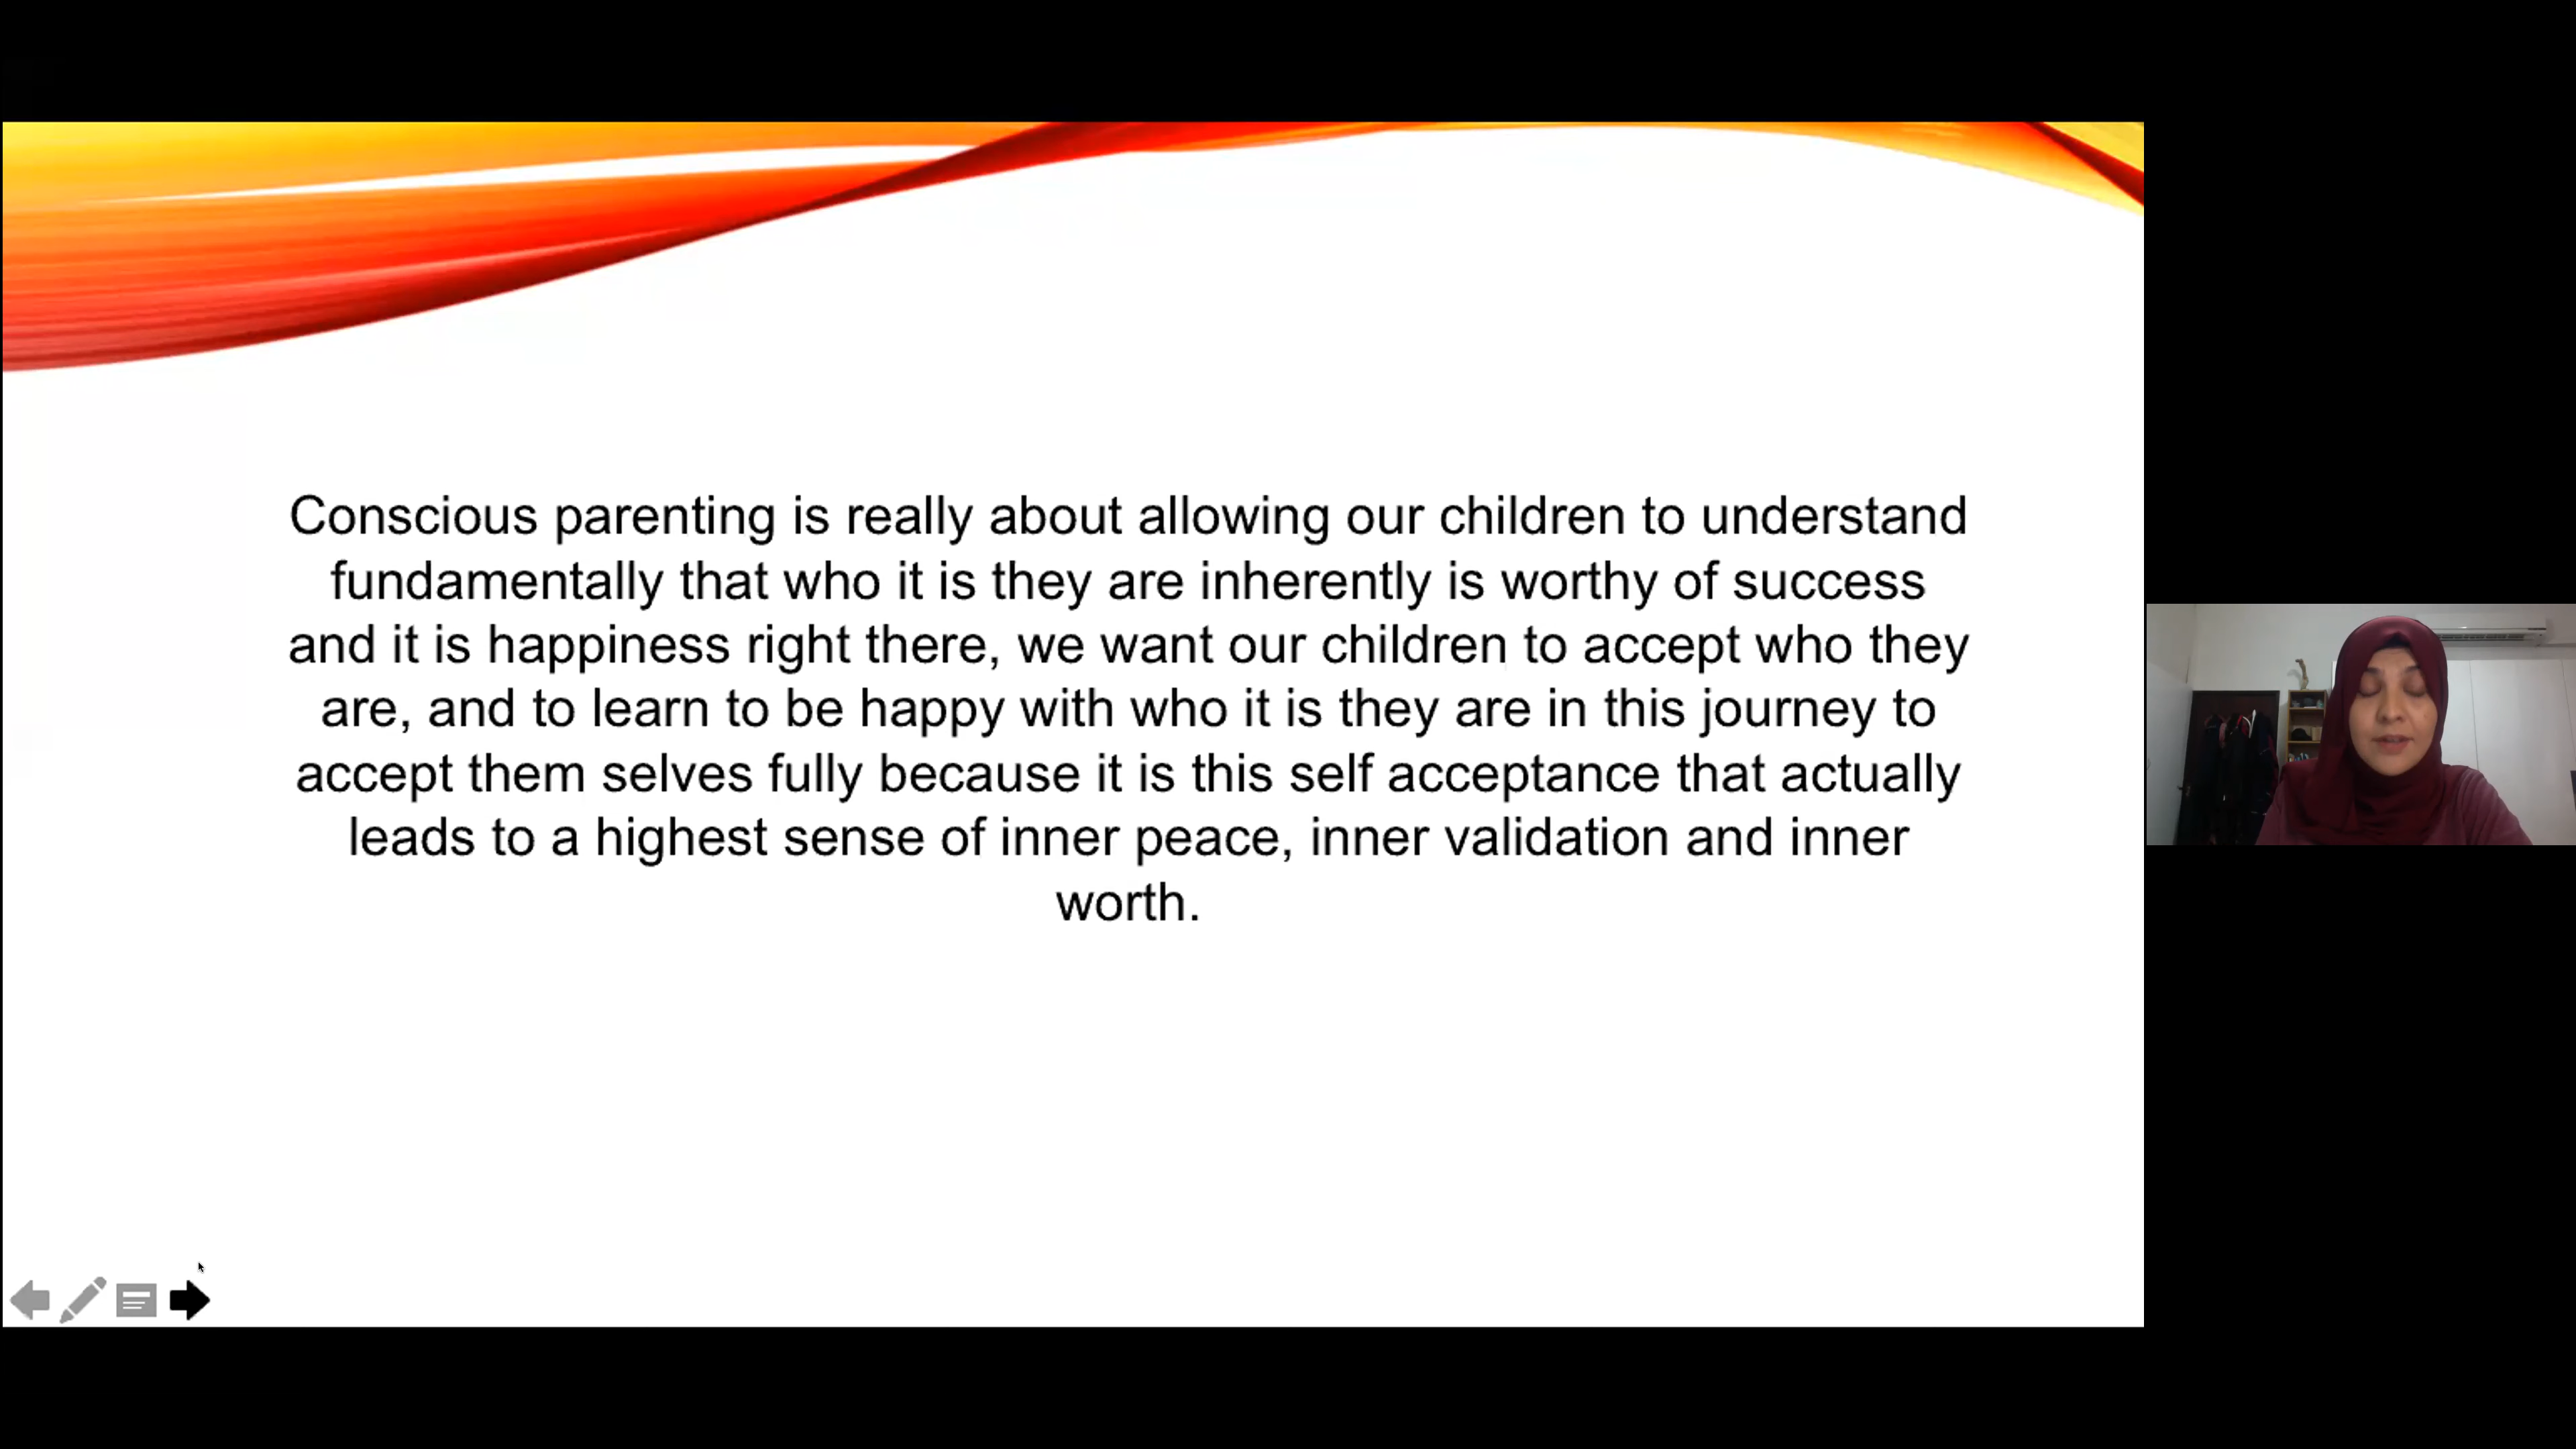 Conscious parenting is really about allowing our children to understand
fundamentally that who it is they are inherently is worthy of success
and it is happiness right there, we want our children to accept who they
are, and to learn to be happy with who it is they are in this journey to
accept them selves fully because it is this self acceptance that actually
leads to a highest sense of inner peace, inner validation and inner
worth.